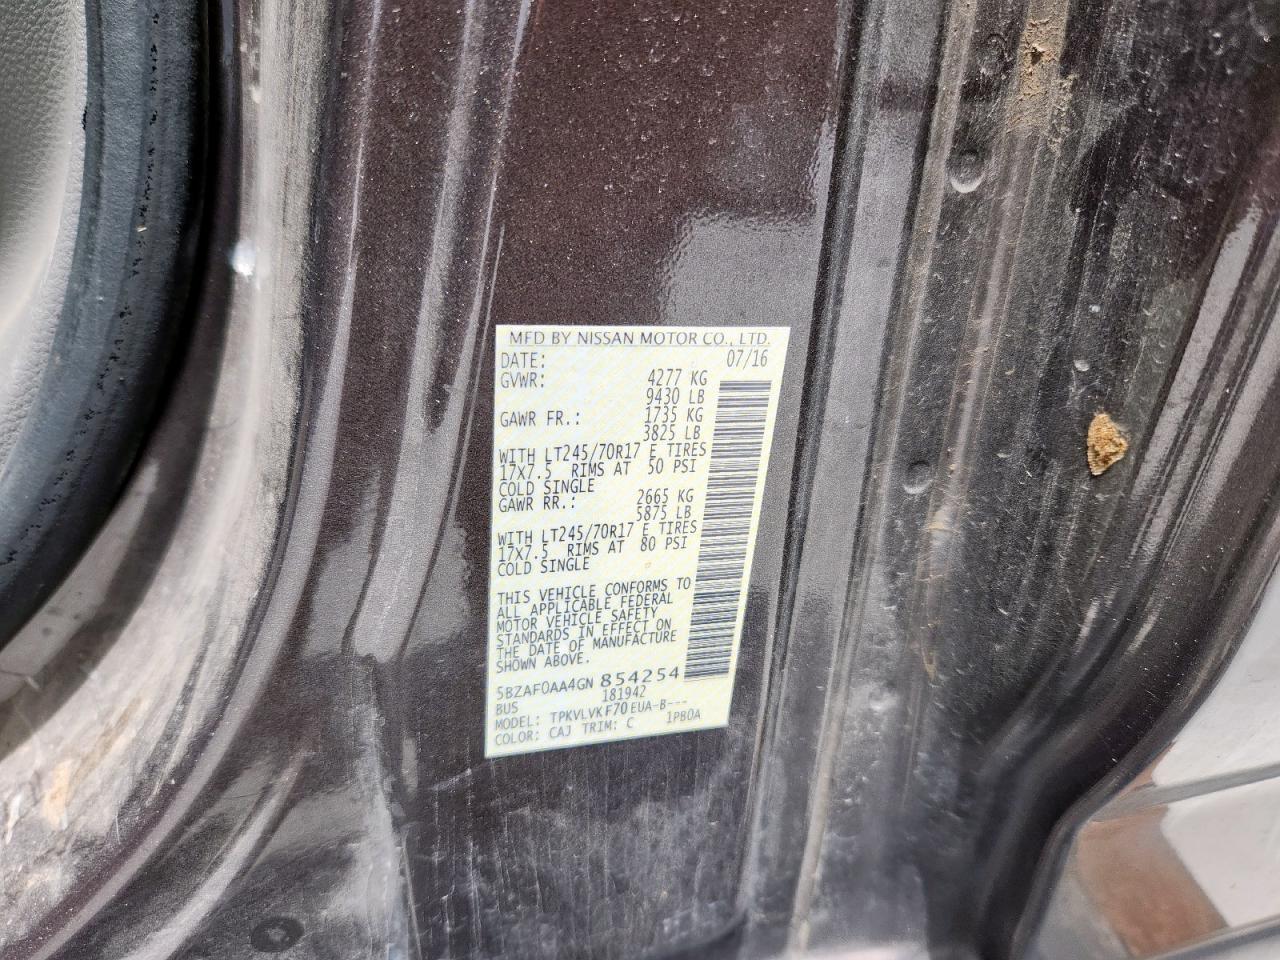 MFD BY NISSAN MOTOR CO., LTD.
DATE: 07/16
GVWR: 4277 KG
9430 LB
GAWR FR.: 1735 KG
3825 LB
WITH LT245/70R17 E TIRES
17X7.5 RIMS AT 50 PSI
COLD SINGLE
GAWR RR.: 2665 KG
5875 LB
WITH LT245/70R17 E TIRES
17X7.5 RIMS AT 80 PSI
COLD SINGLE
THIS VEHICLE CONFORMS TO
ALL APPLICABLE FEDERAL
MOTOR VEHICLE SAFETY
STANDARDS IN EFFECT ON
THE DATE OF MANUFACTURE
SHOWN ABOVE.
5BZAF0AA4GN 854254
BUS 181942
MODEL: TPKVLVKF70EUA-B---
COLOR: CAJ TRIM: C 1PB0A